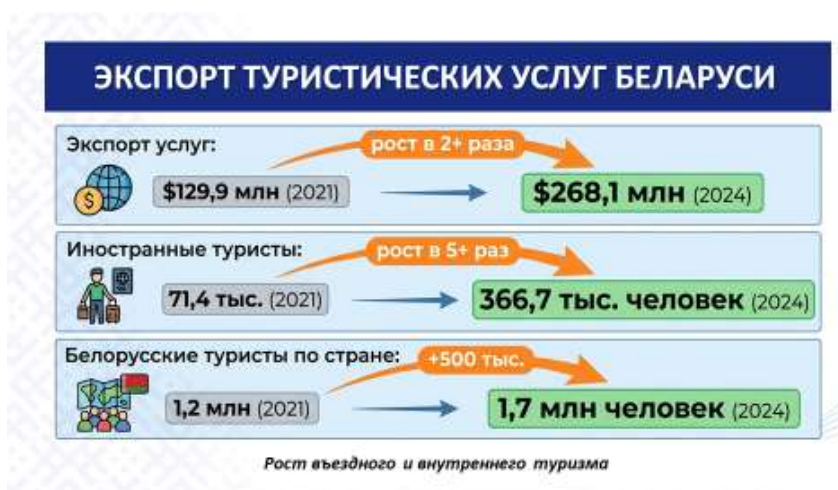 ЭКСПОРТ ТУРИСТИЧЕСКИХ УСЛУГ БЕЛАРУСИ
Экспорт услуг:
рост в 2+ раза
$129,9 млн (2021)
$268,1 млн (2024)
Иностранные туристы:
рост в 5+ раз
71,4 тыс. (2021)
366,7 тыс. человек (2024)
Белорусские туристы по стране:
+500 тыс.
1,2 млн (2021)
1,7 млн человек (2024)
Рост въездного и внутреннего туризма